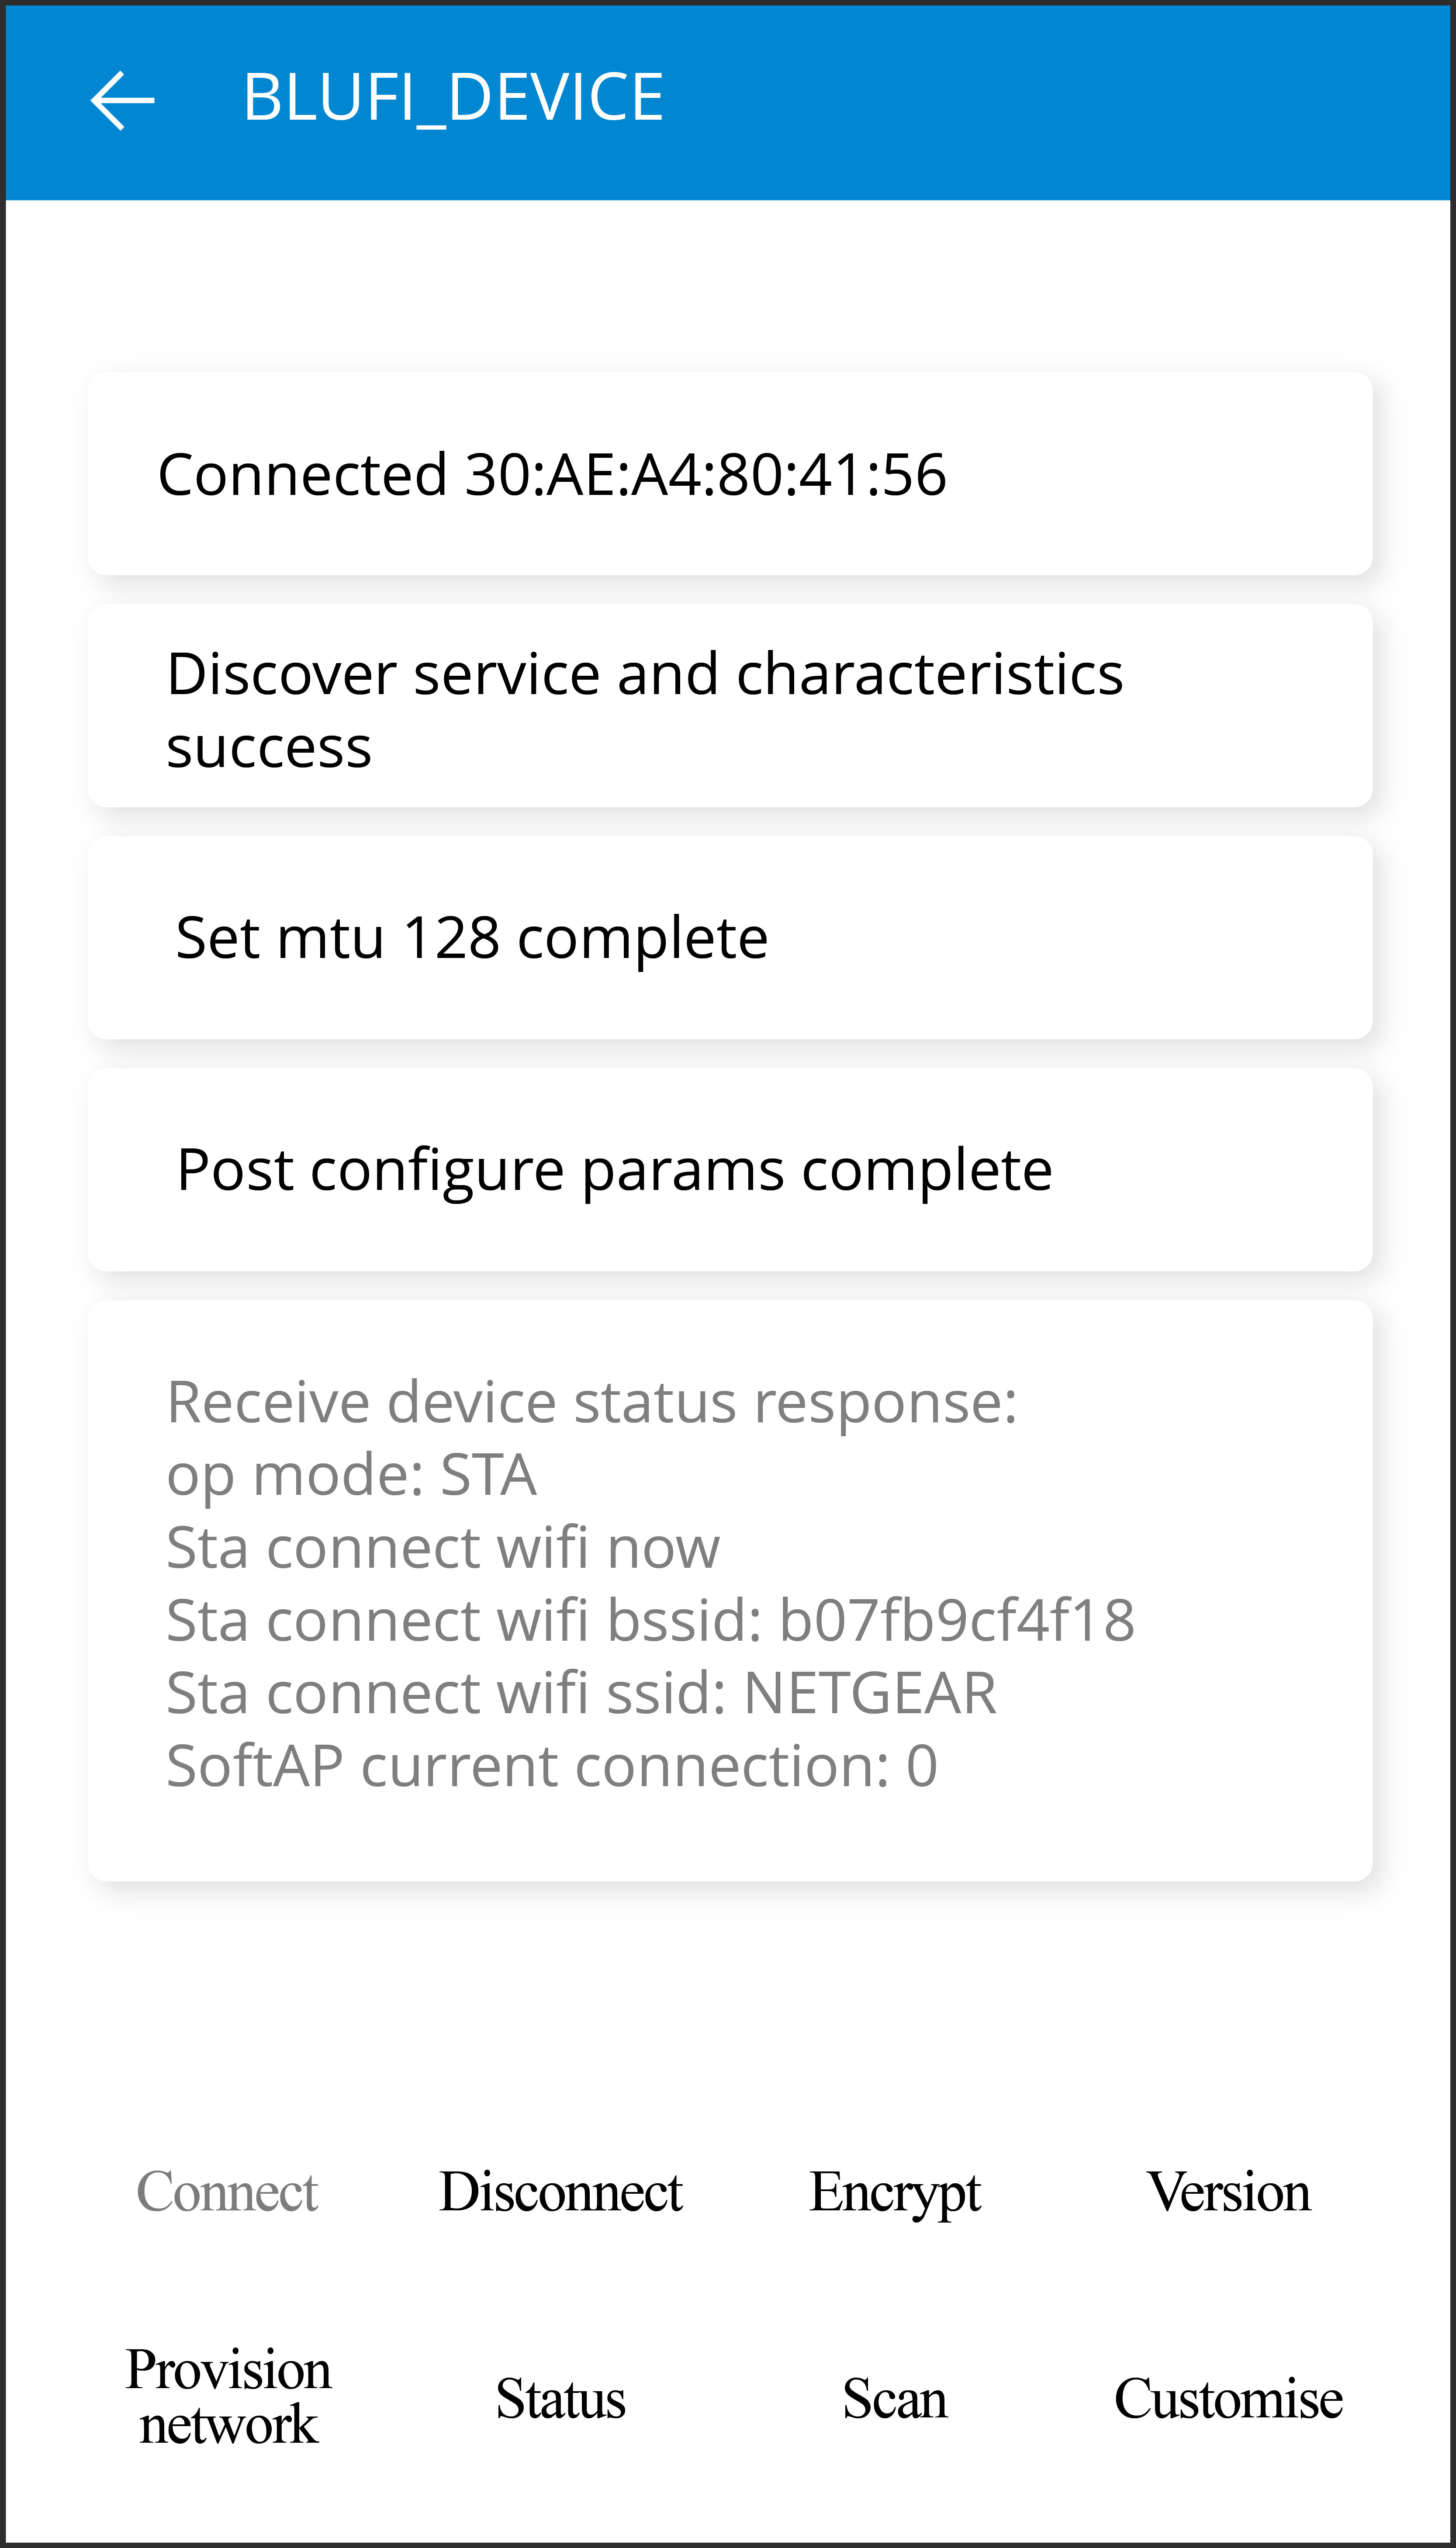 BLUFI_DEVICE
Connected 30:AE:A4:80:41:56
Discover service and characteristics
success
Set mtu 128 complete
Post configure params complete
Receive device status response:
op mode: STA
Sta connect wifi now
Sta connect wifi bssid: b07fb9cf4f18
Sta connect wifi ssid: NETGEAR
SoftAP current connection: 0
Connect Disconnect Encrypt Version
Provision
network Status Scan Customise